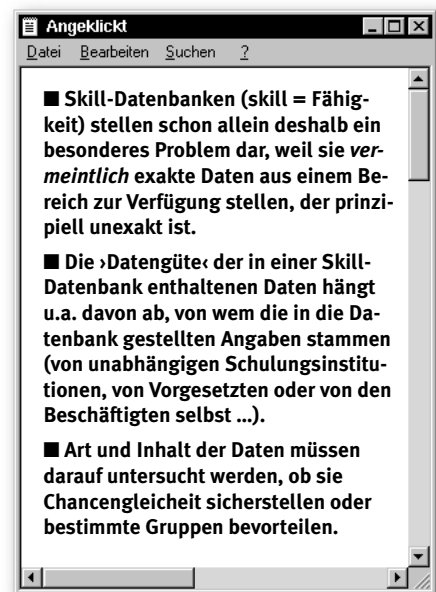 Angeklickt
Datei Bearbeiten Suchen ?
■ Skill-Datenbanken (skill = Fähig-
keit) stellen schon allein deshalb ein
besonderes Problem dar, weil sie ver-
meintlich exakte Daten aus einem Be-
reich zur Verfügung stellen, der prinzi-
piell unexakt ist.
■ Die ›Datengüte‹ der in einer Skill-
Datenbank enthaltenen Daten hängt
u.a. davon ab, von wem die in die Da-
tenbank gestellten Angaben stammen
(von unabhängigen Schulungsinstitu-
tionen, von Vorgesetzten oder von den
Beschäftigten selbst ...).
■ Art und Inhalt der Daten müssen
darauf untersucht werden, ob sie
Chancengleicheit sicherstellen oder
bestimmte Gruppen bevorteilen.